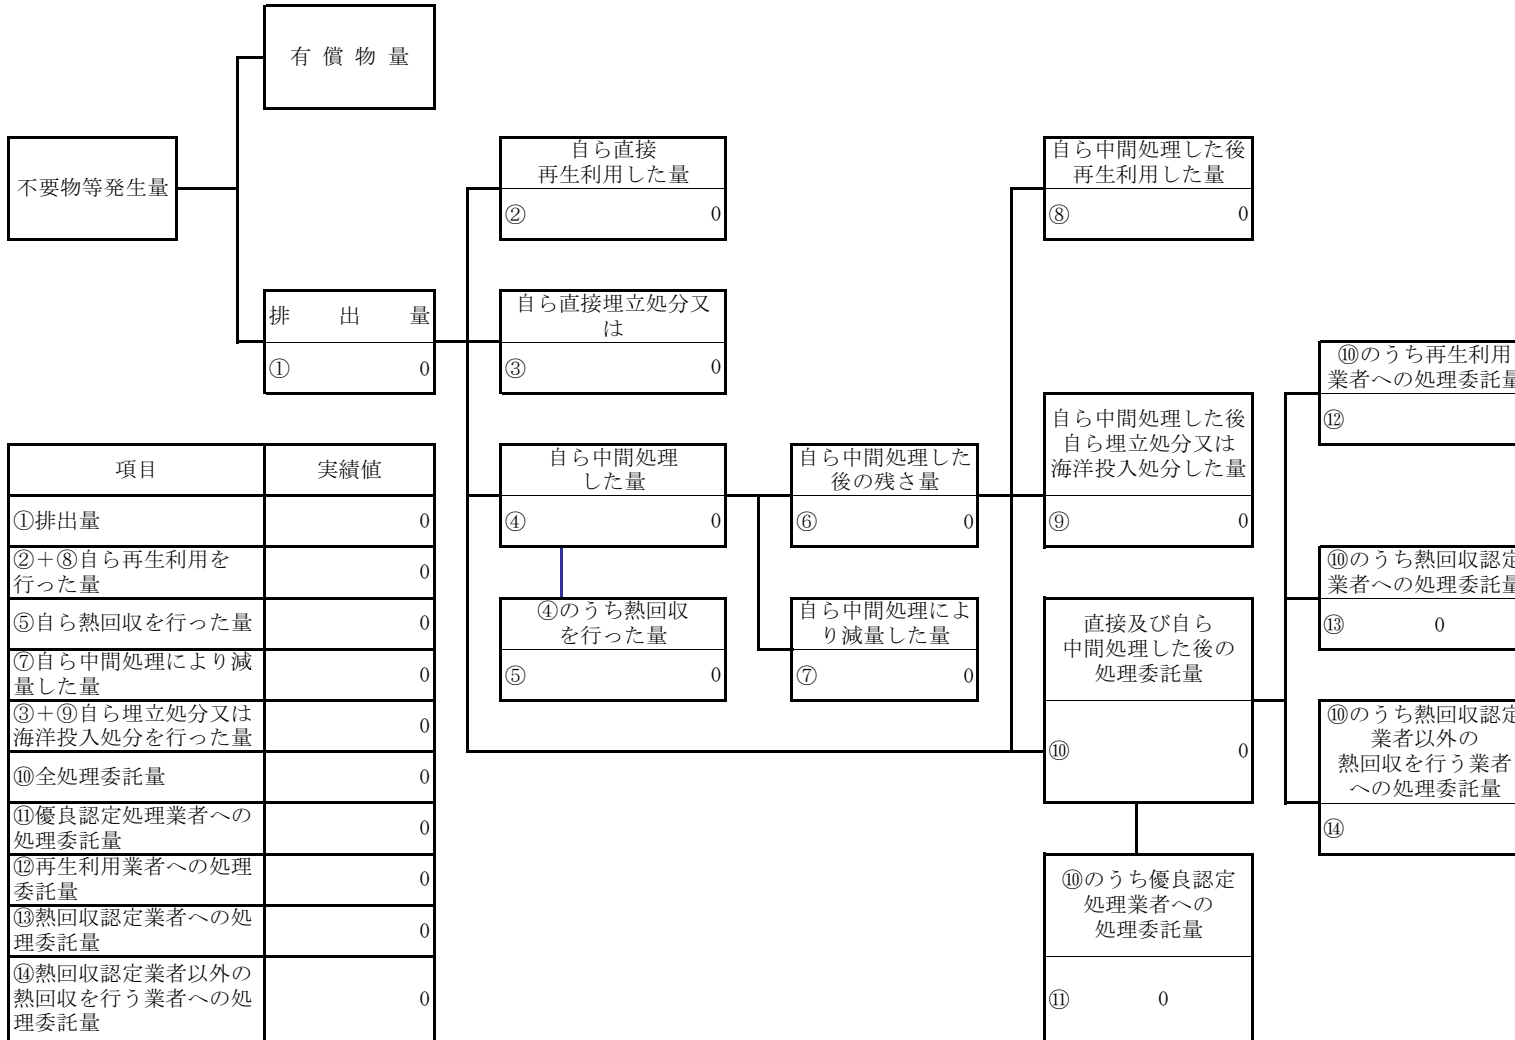 有償物量
不要物等発生量
自ら直接
再生利用した量
② 0
自ら中間処理した後
再生利用した量
⑧ 0
排出量
① 0
自ら直接埋立処分又
は
③ 0
⑩のうち再生利用
業者への処理委託量
⑫
自ら中間処理
した量
④ 0
自ら中間処理した
後の残さ量
⑥ 0
自ら中間処理した後
自ら埋立処分又は
海洋投入処分した量
⑨ 0
④のうち熱回収
を行った量
⑤ 0
自ら中間処理によ
り減量した量
⑦ 0
直接及び自ら
中間処理した後の
処理委託量
⑩ 0
⑩のうち熱回収認定
業者への処理委託量
⑬ 0
⑩のうち熱回収認定
業者以外の
熱回収を行う業者
への処理委託量
⑭
⑩のうち優良認定
処理業者への
処理委託量
⑪ 0
項目 実績値
①排出量 0
②＋⑧自ら再生利用を
行った量 0
⑤自ら熱回収を行った量 0
⑦自ら中間処理により減
量した量 0
③＋⑨自ら埋立処分又は
海洋投入処分を行った量 0
⑩全処理委託量 0
⑪優良認定処理業者への
処理委託量 0
⑫再生利用業者への処理
委託量 0
⑬熱回収認定業者への処
理委託量 0
⑭熱回収認定業者以外の
熱回収を行う業者への処
理委託量 0